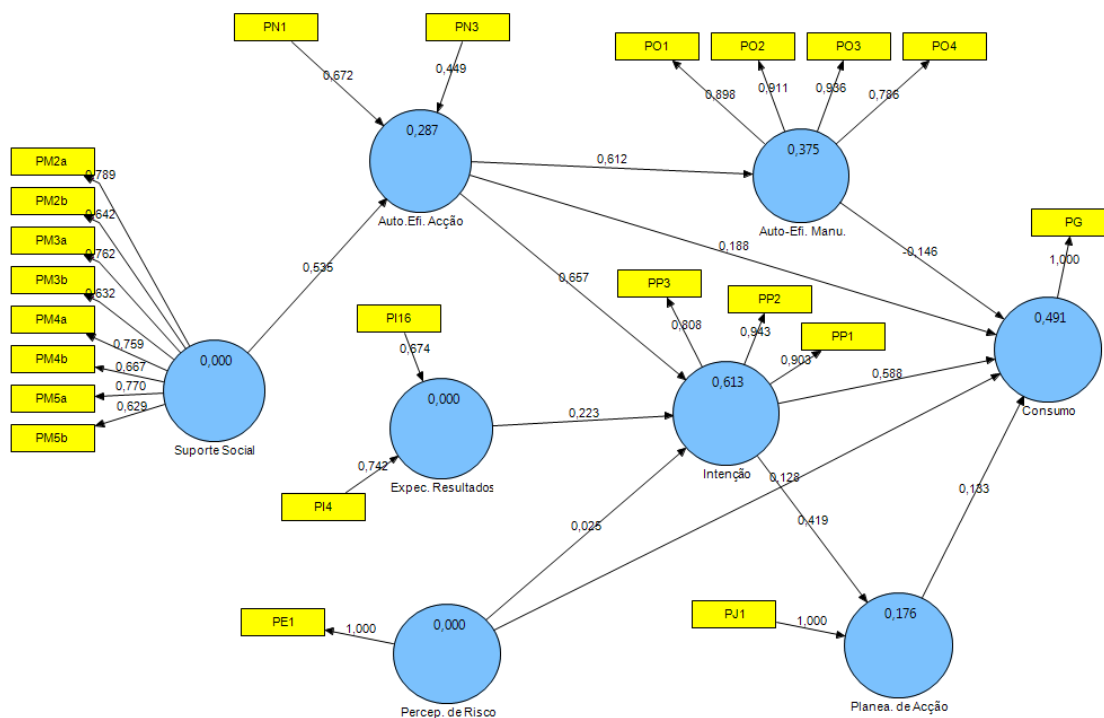 PN1
PN3
PO1
PO2
PO3
PO4
0,672
0,449
0,898
0,911
0,936
0,786
0,287
0,375
PM2a
0,789
PM2b
0,642
PM3a
0,762
PM3b
0,632
PM4a
0,759
PM4b
0,667
PM5a
0,770
PM5b
0,629
0,612
Auto.Efi. Acção
Auto-Efi. Manu.
PG
1,000
0,188
-0,146
0,535
0,657
PP3
PP2
PP1
0,808
0,943
0,903
PI16
0,674
0,000
Suporte Social
0,491
Consumo
0,613
Intenção
0,588
0,000
Expec. Resultados
0,223
0,742
PI4
0,128
0,025
0,419
0,133
PE1
1,000
0,000
Percep. de Risco
PJ1
1,000
0,176
Planea. de Acção